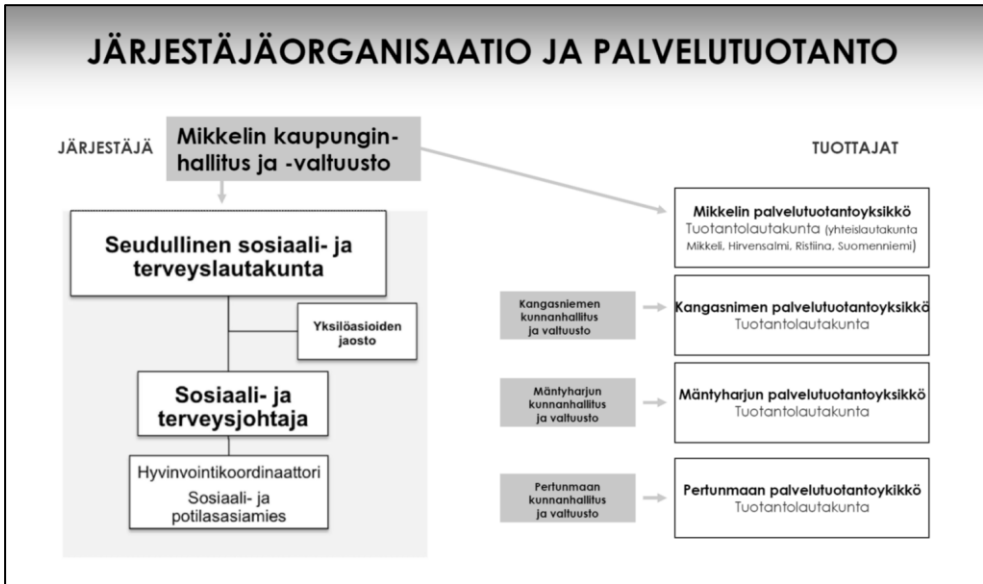 JÄRJESTÄJÄORGANISAATIO JA PALVELUTUOTANTO
JÄRJESTÄJÄ
Mikkelin kaupungin-
hallitus ja -valtuusto
Seudullinen sosiaali- ja
terveyslautakunta
Yksilöasioiden
jaosto
Sosiaali- ja
terveysjohtaja
Hyvinvointikoordinaattori
Sosiaali- ja
potilasasiamies
TUOTTAJAT
Mikkelin palvelutuotantoyksikkö
Tuotantolautakunta (yhteislautakunta
Mikkeli, Hirvensalmi, Ristiina, Suomenniemi)
Kangasniemen
kunnanhallitus
ja valtuusto
Kangasnimen palvelutuotantoyksikkö
Tuotantolautakunta
Mäntyharjun
kunnanhallitus
ja valtuusto
Mäntyharjun palvelutuotantoyksikkö
Tuotantolautakunta
Pertunmaan
kunnanhallitus
ja valtuusto
Pertunmaan palvelutuotantoykikkö
Tuotantolautakunta